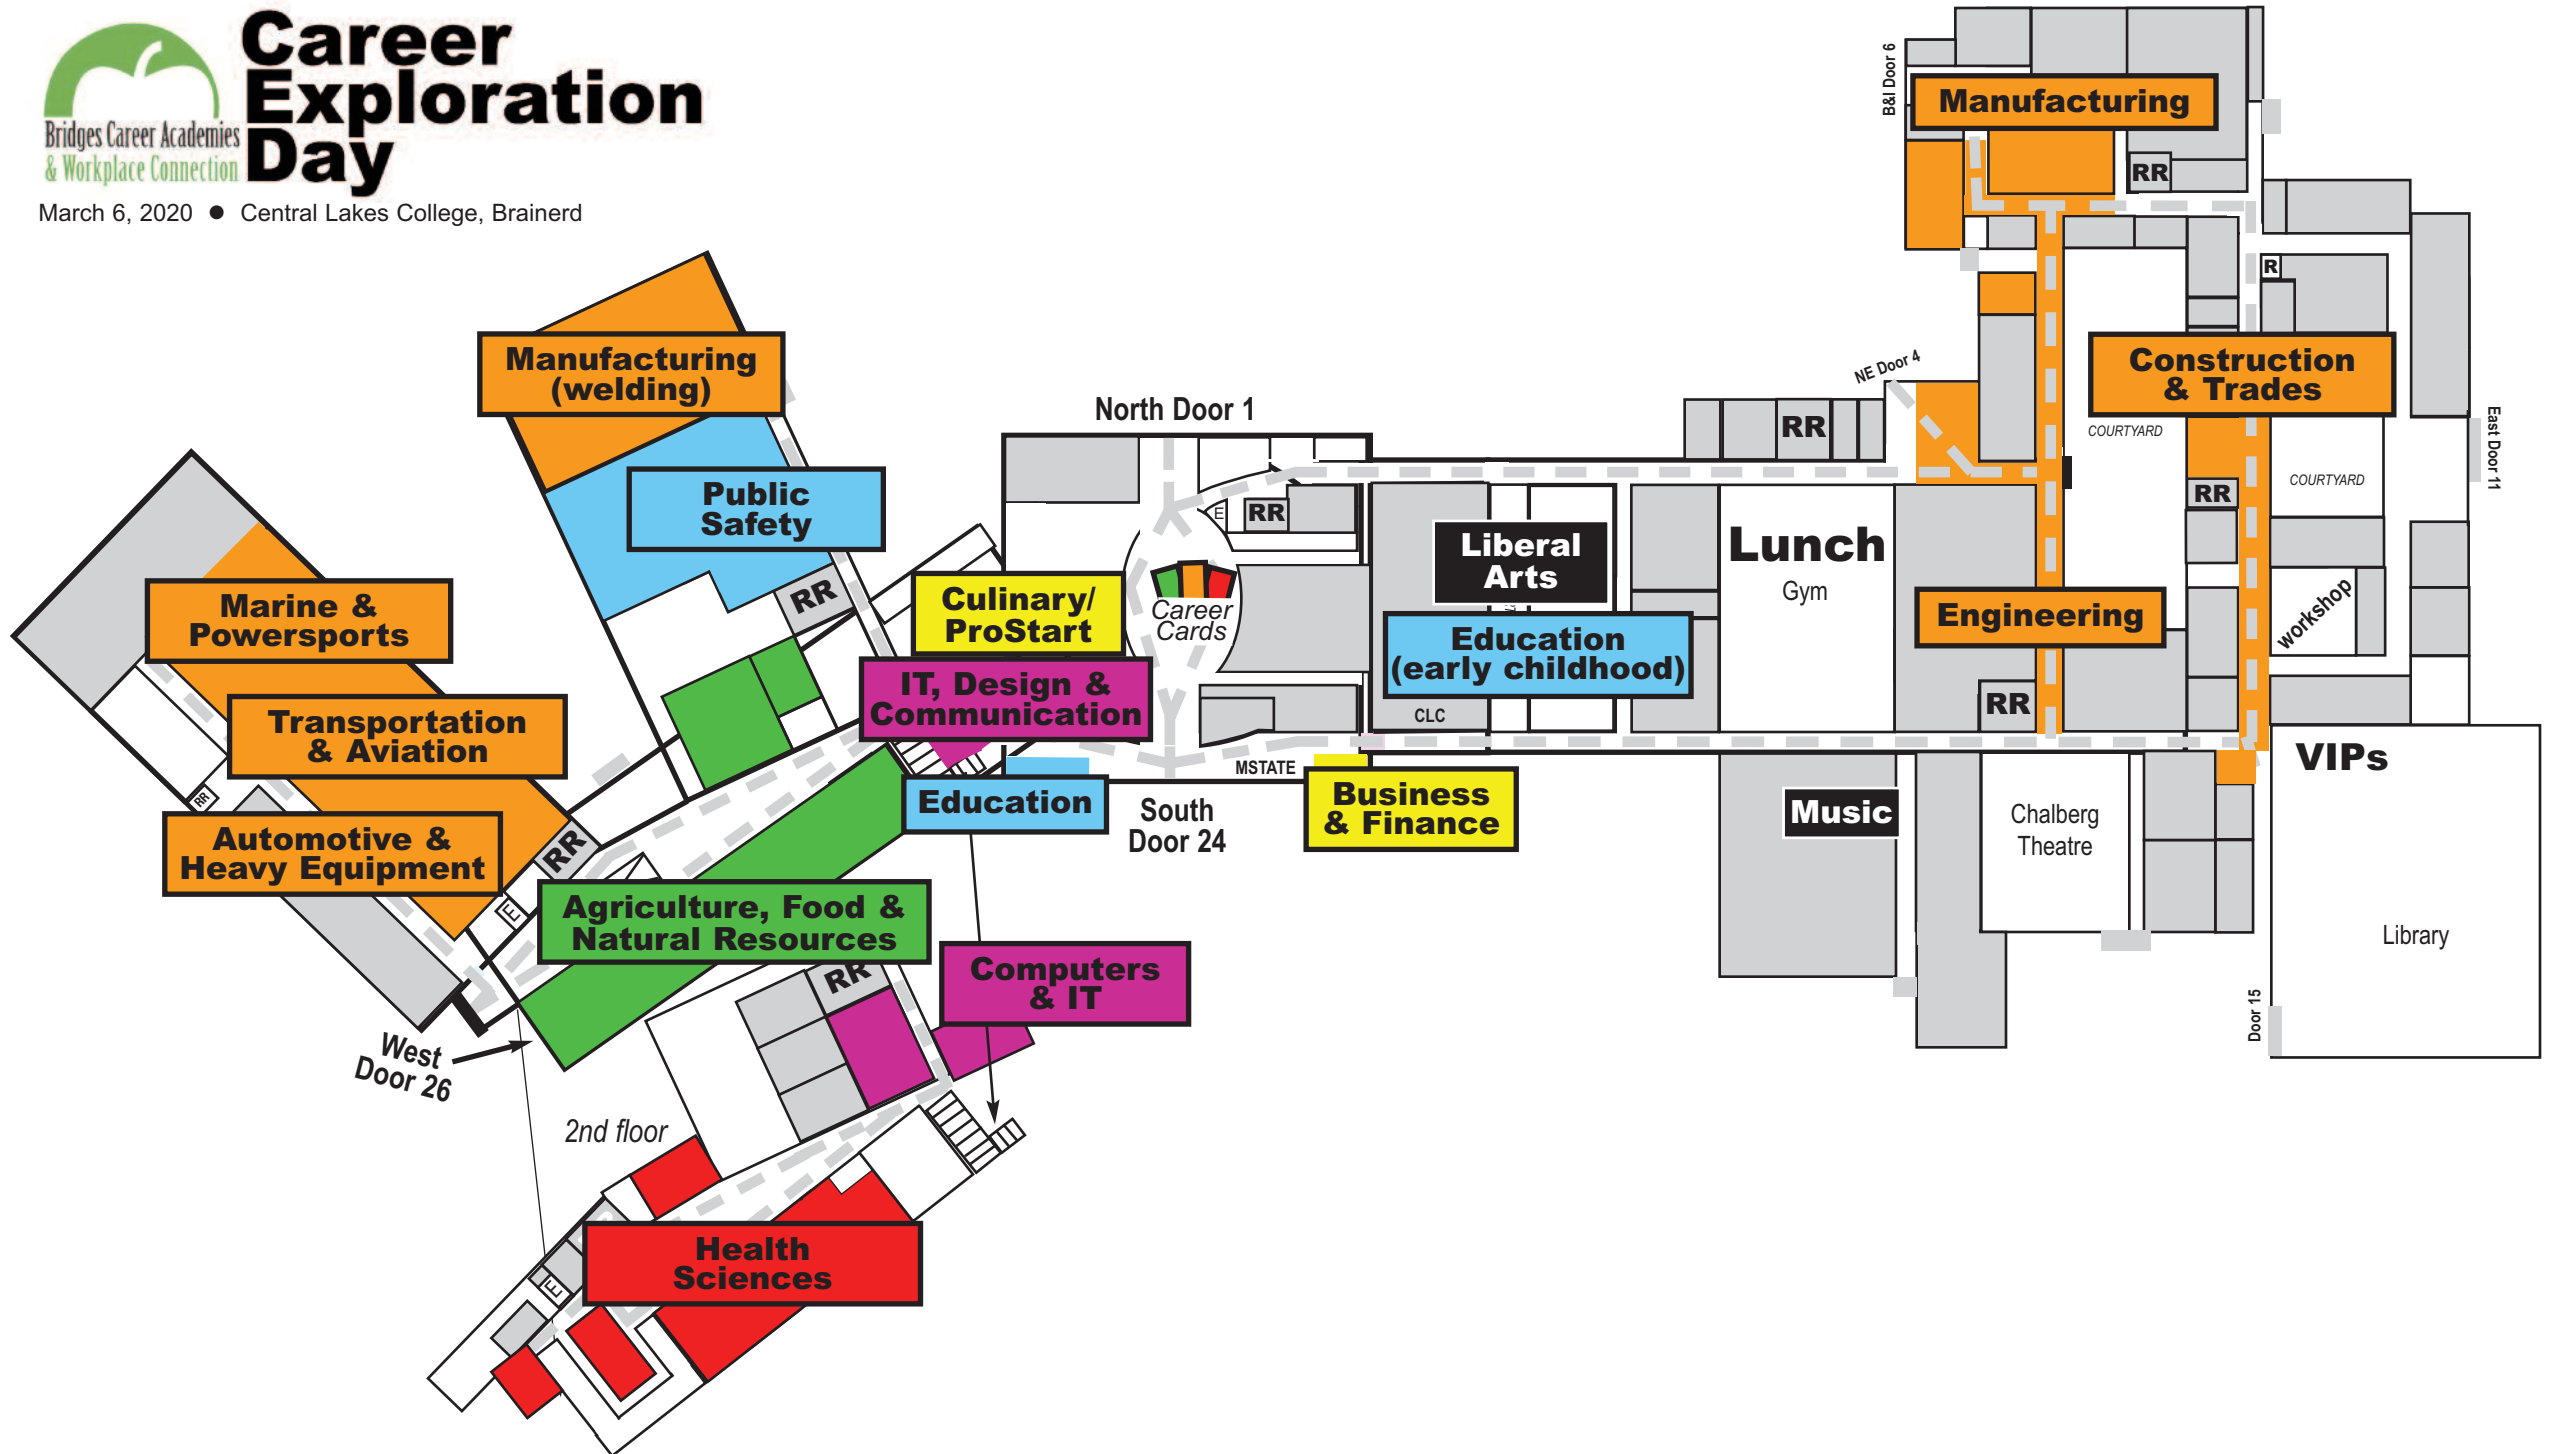 Career
Exploration
Day
Bridges Career Academies
& Workplace Connection
March 6, 2020 ● Central Lakes College, Brainerd
B&I Door 6
Manufacturing
RR
R
Manufacturing
(welding)
Construction
& Trades
NE Door 4
North Door 1
RR
COURTYARD
East Door 11
COURTYARD
Public
Safety
RR
E
RR
Liberal
Arts
Lunch
Gym
RR
Marine &
Powersports
Culinary/
ProStart
Career
Cards
Education
(early childhood)
Engineering
workshop
IT, Design &
Communication
CLC
RR
Transportation
& Aviation
MSTATE
VIPs
RR
Education
South
Door 24
Business
& Finance
Music
Chalberg
Theatre
Automotive &
Heavy Equipment
RR
E
Agriculture, Food &
Natural Resources
Library
RR
Computers
& IT
Door 15
West
Door 26
2nd floor
Health
Sciences
E